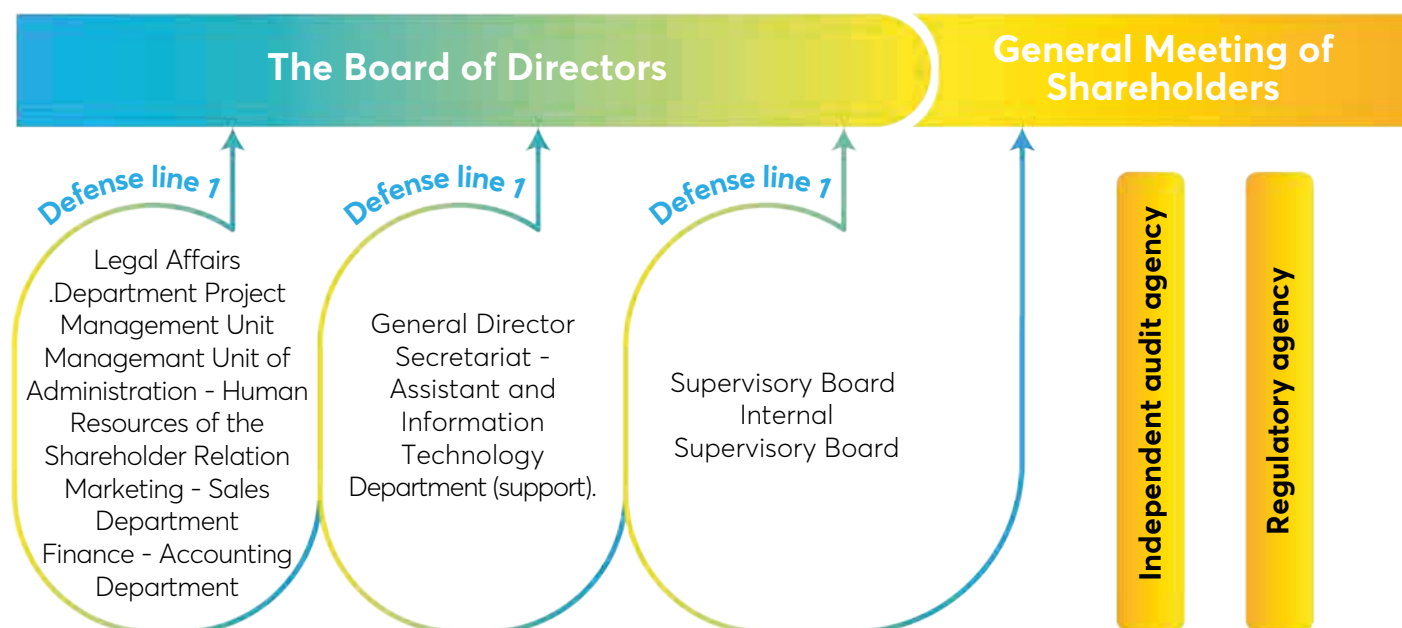 The Board of Directors
General Meeting of
Shareholders
Defense line 1
Legal Affairs
.Department Project
Management Unit
Managemant Unit of
Administration - Human
Resources of the
Shareholder Relation
Marketing - Sales
Department
Finance - Accounting
Department
Defense line 1
General Director
Secretariat -
Assistant and
Information
Technology
Department (support).
Defense line 1
Supervisory Board
Internal
Supervisory Board
Independent audit agency
Regulatory agency